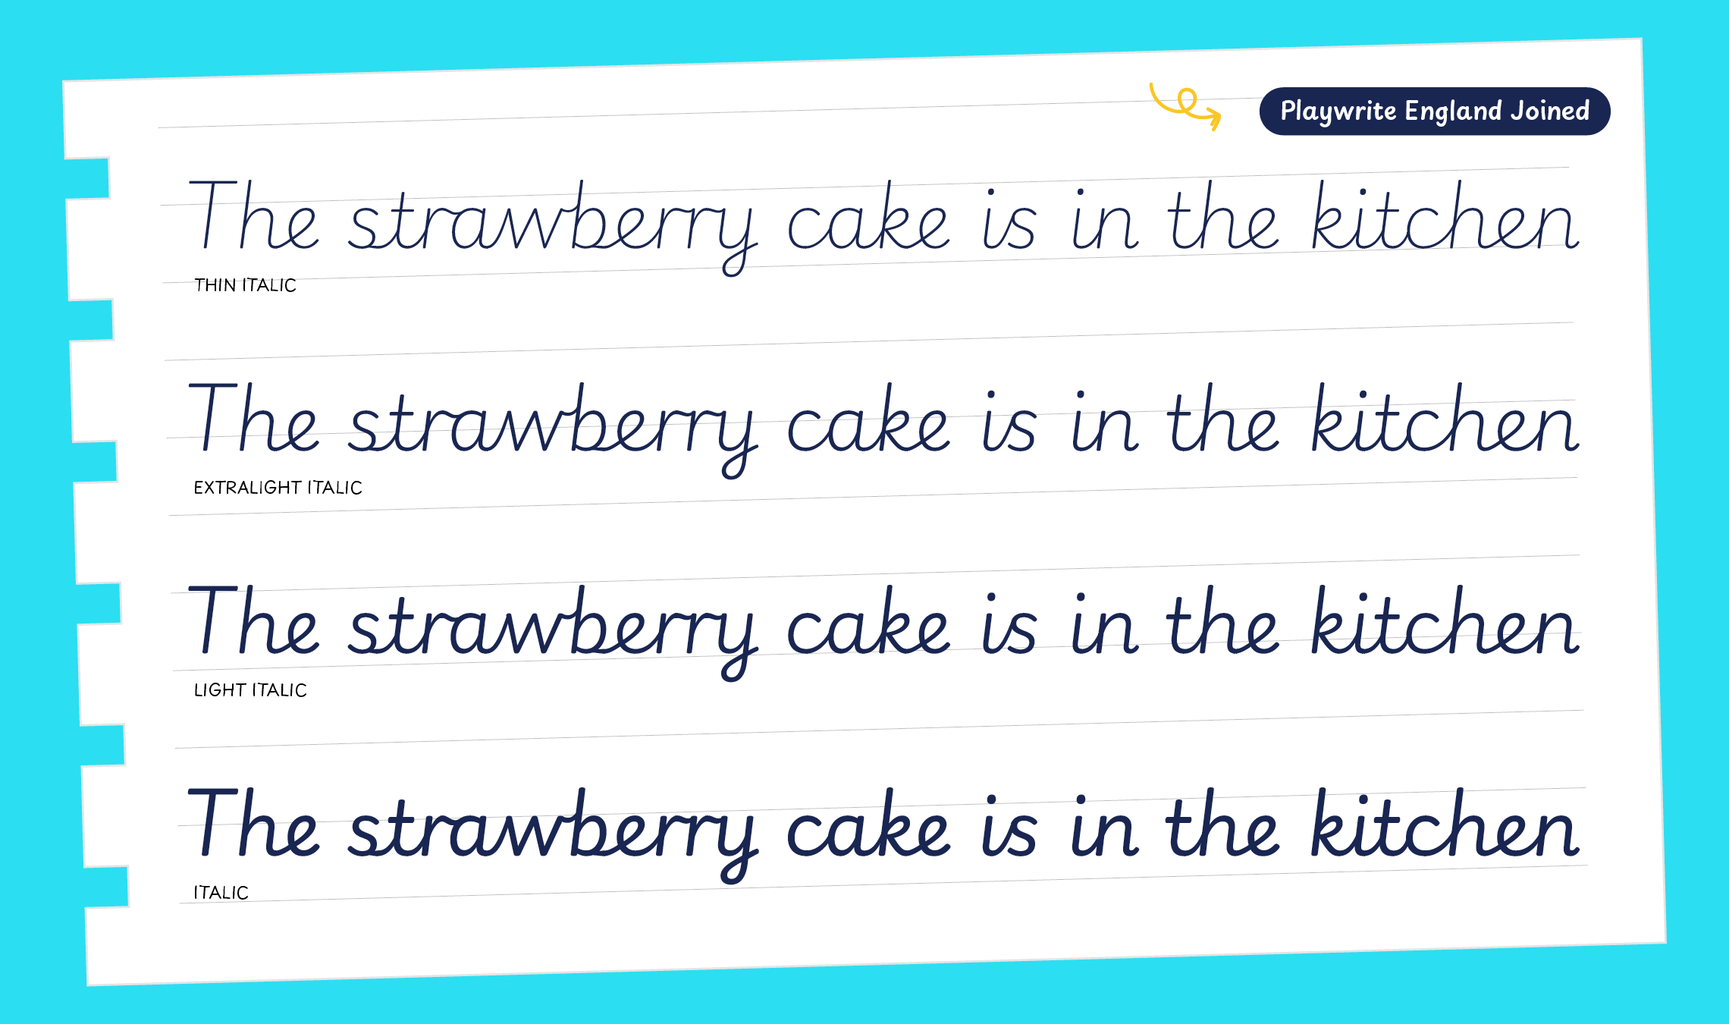 Playwrite England Joined
The strawberry cake is in the kitchen
THIN ITALIC
The strawberry cake is in the kitchen
EXTRALIGHT ITALIC
The strawberry cake is in the kitchen
LIGHT ITALIC
The strawberry cake is in the kitchen
ITALIC